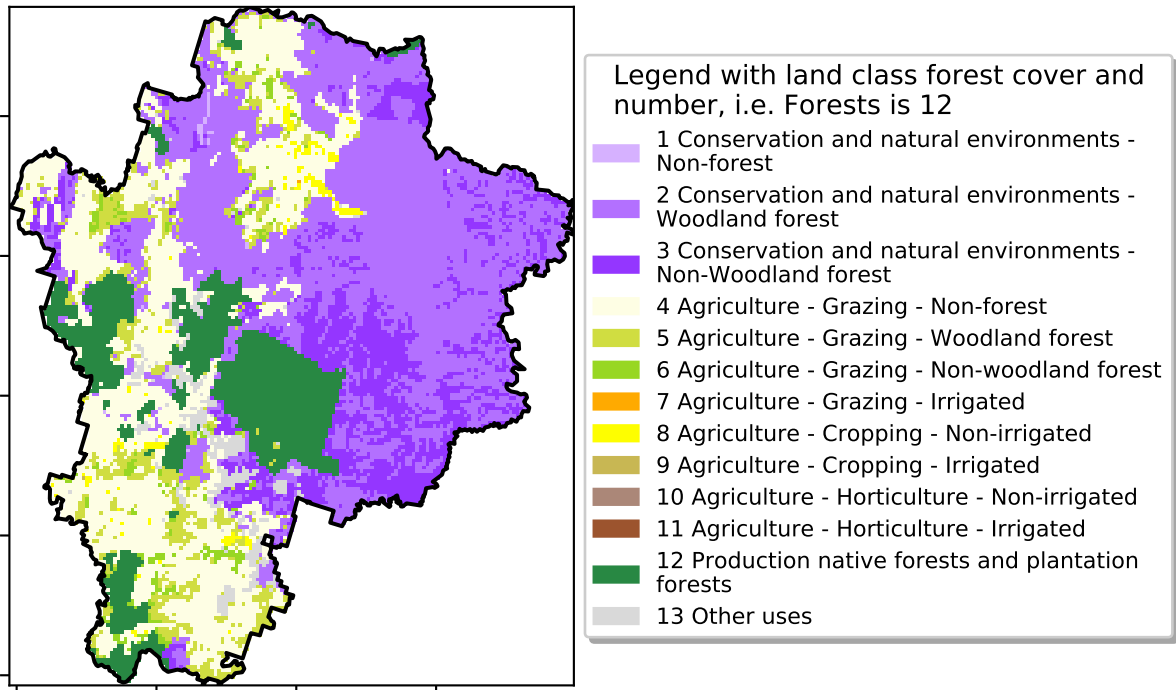 Legend with land class forest cover and
number, i.e. Forests is 12
1 Conservation and natural environments -
Non-forest
2 Conservation and natural environments -
Woodland forest
3 Conservation and natural environments -
Non-Woodland forest
4 Agriculture - Grazing - Non-forest
5 Agriculture - Grazing - Woodland forest
6 Agriculture - Grazing - Non-woodland forest
7 Agriculture - Grazing - Irrigated
8 Agriculture - Cropping - Non-irrigated
9 Agriculture - Cropping - Irrigated
10 Agriculture - Horticulture - Non-irrigated
11 Agriculture - Horticulture - Irrigated
12 Production native forests and plantation
forests
13 Other uses